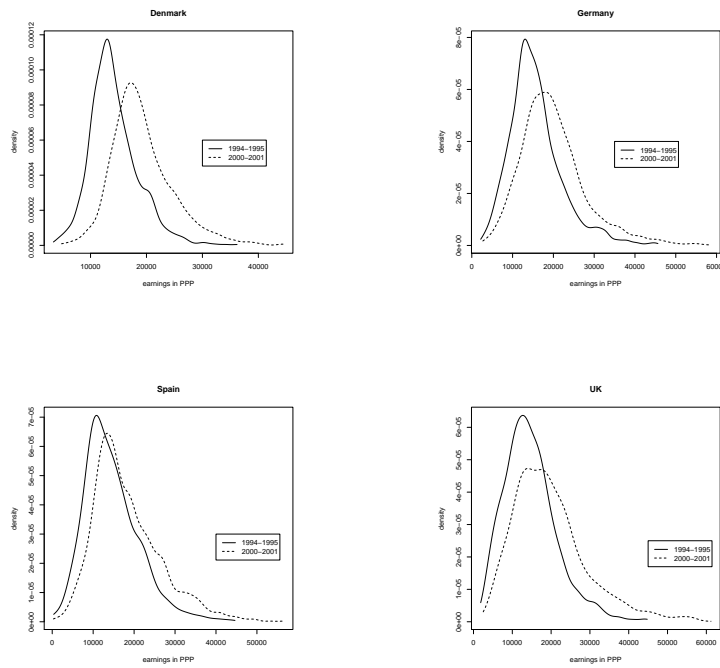 Denmark
density
0.00000
0.00002
0.00004
0.00006
0.00008
0.00010
0.00012
10000
20000
30000
40000
earnings in PPP
1994−1995
2000−2001
Germany
density
0e+00
2e−05
4e−05
6e−05
8e−05
0
10000
20000
30000
40000
50000
60000
earnings in PPP
1994−1995
2000−2001
Spain
density
0e+00
1e−05
2e−05
3e−05
4e−05
5e−05
6e−05
7e−05
0
10000
20000
30000
40000
50000
earnings in PPP
1994−1995
2000−2001
UK
density
0e+00
1e−05
2e−05
3e−05
4e−05
5e−05
6e−05
0
10000
20000
30000
40000
50000
60000
earnings in PPP
1994−1995
2000−2001